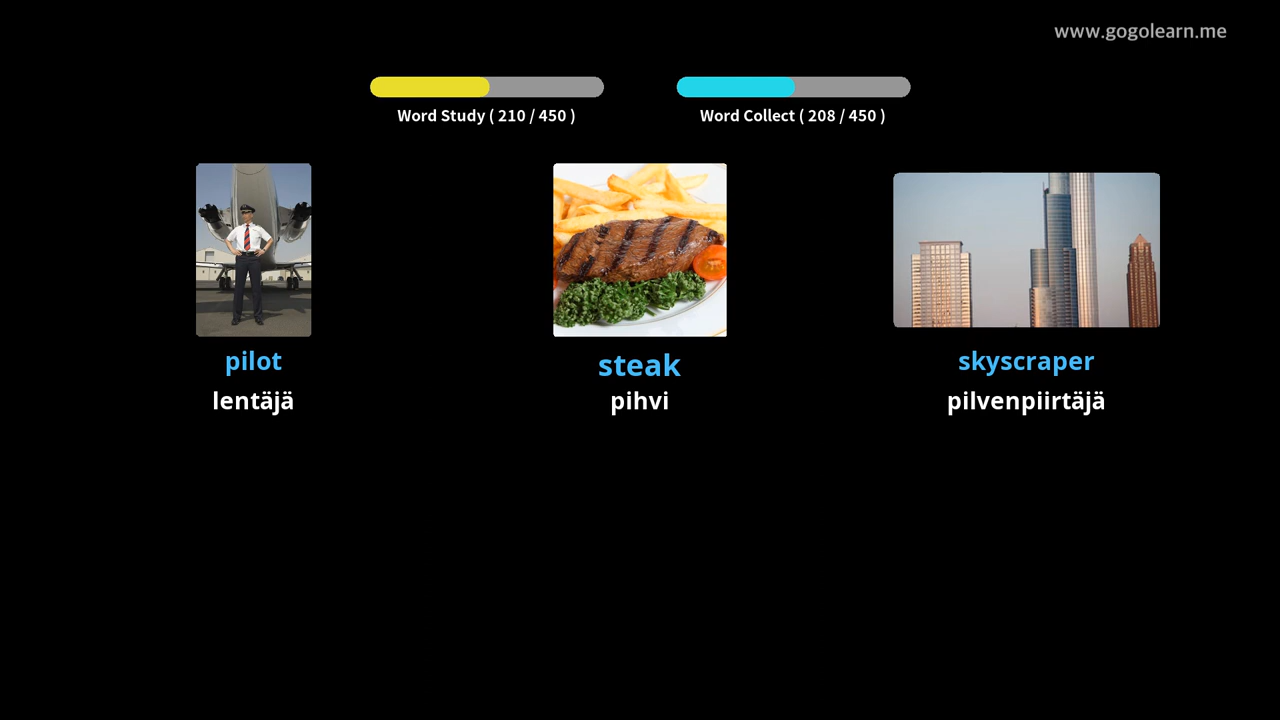 www.gogolearn.me
Word Study ( 210 / 450 )
Word Collect ( 208 / 450 )
pilot
lentäjä
steak
pihvi
skyscraper
pilvenpiirtäjä